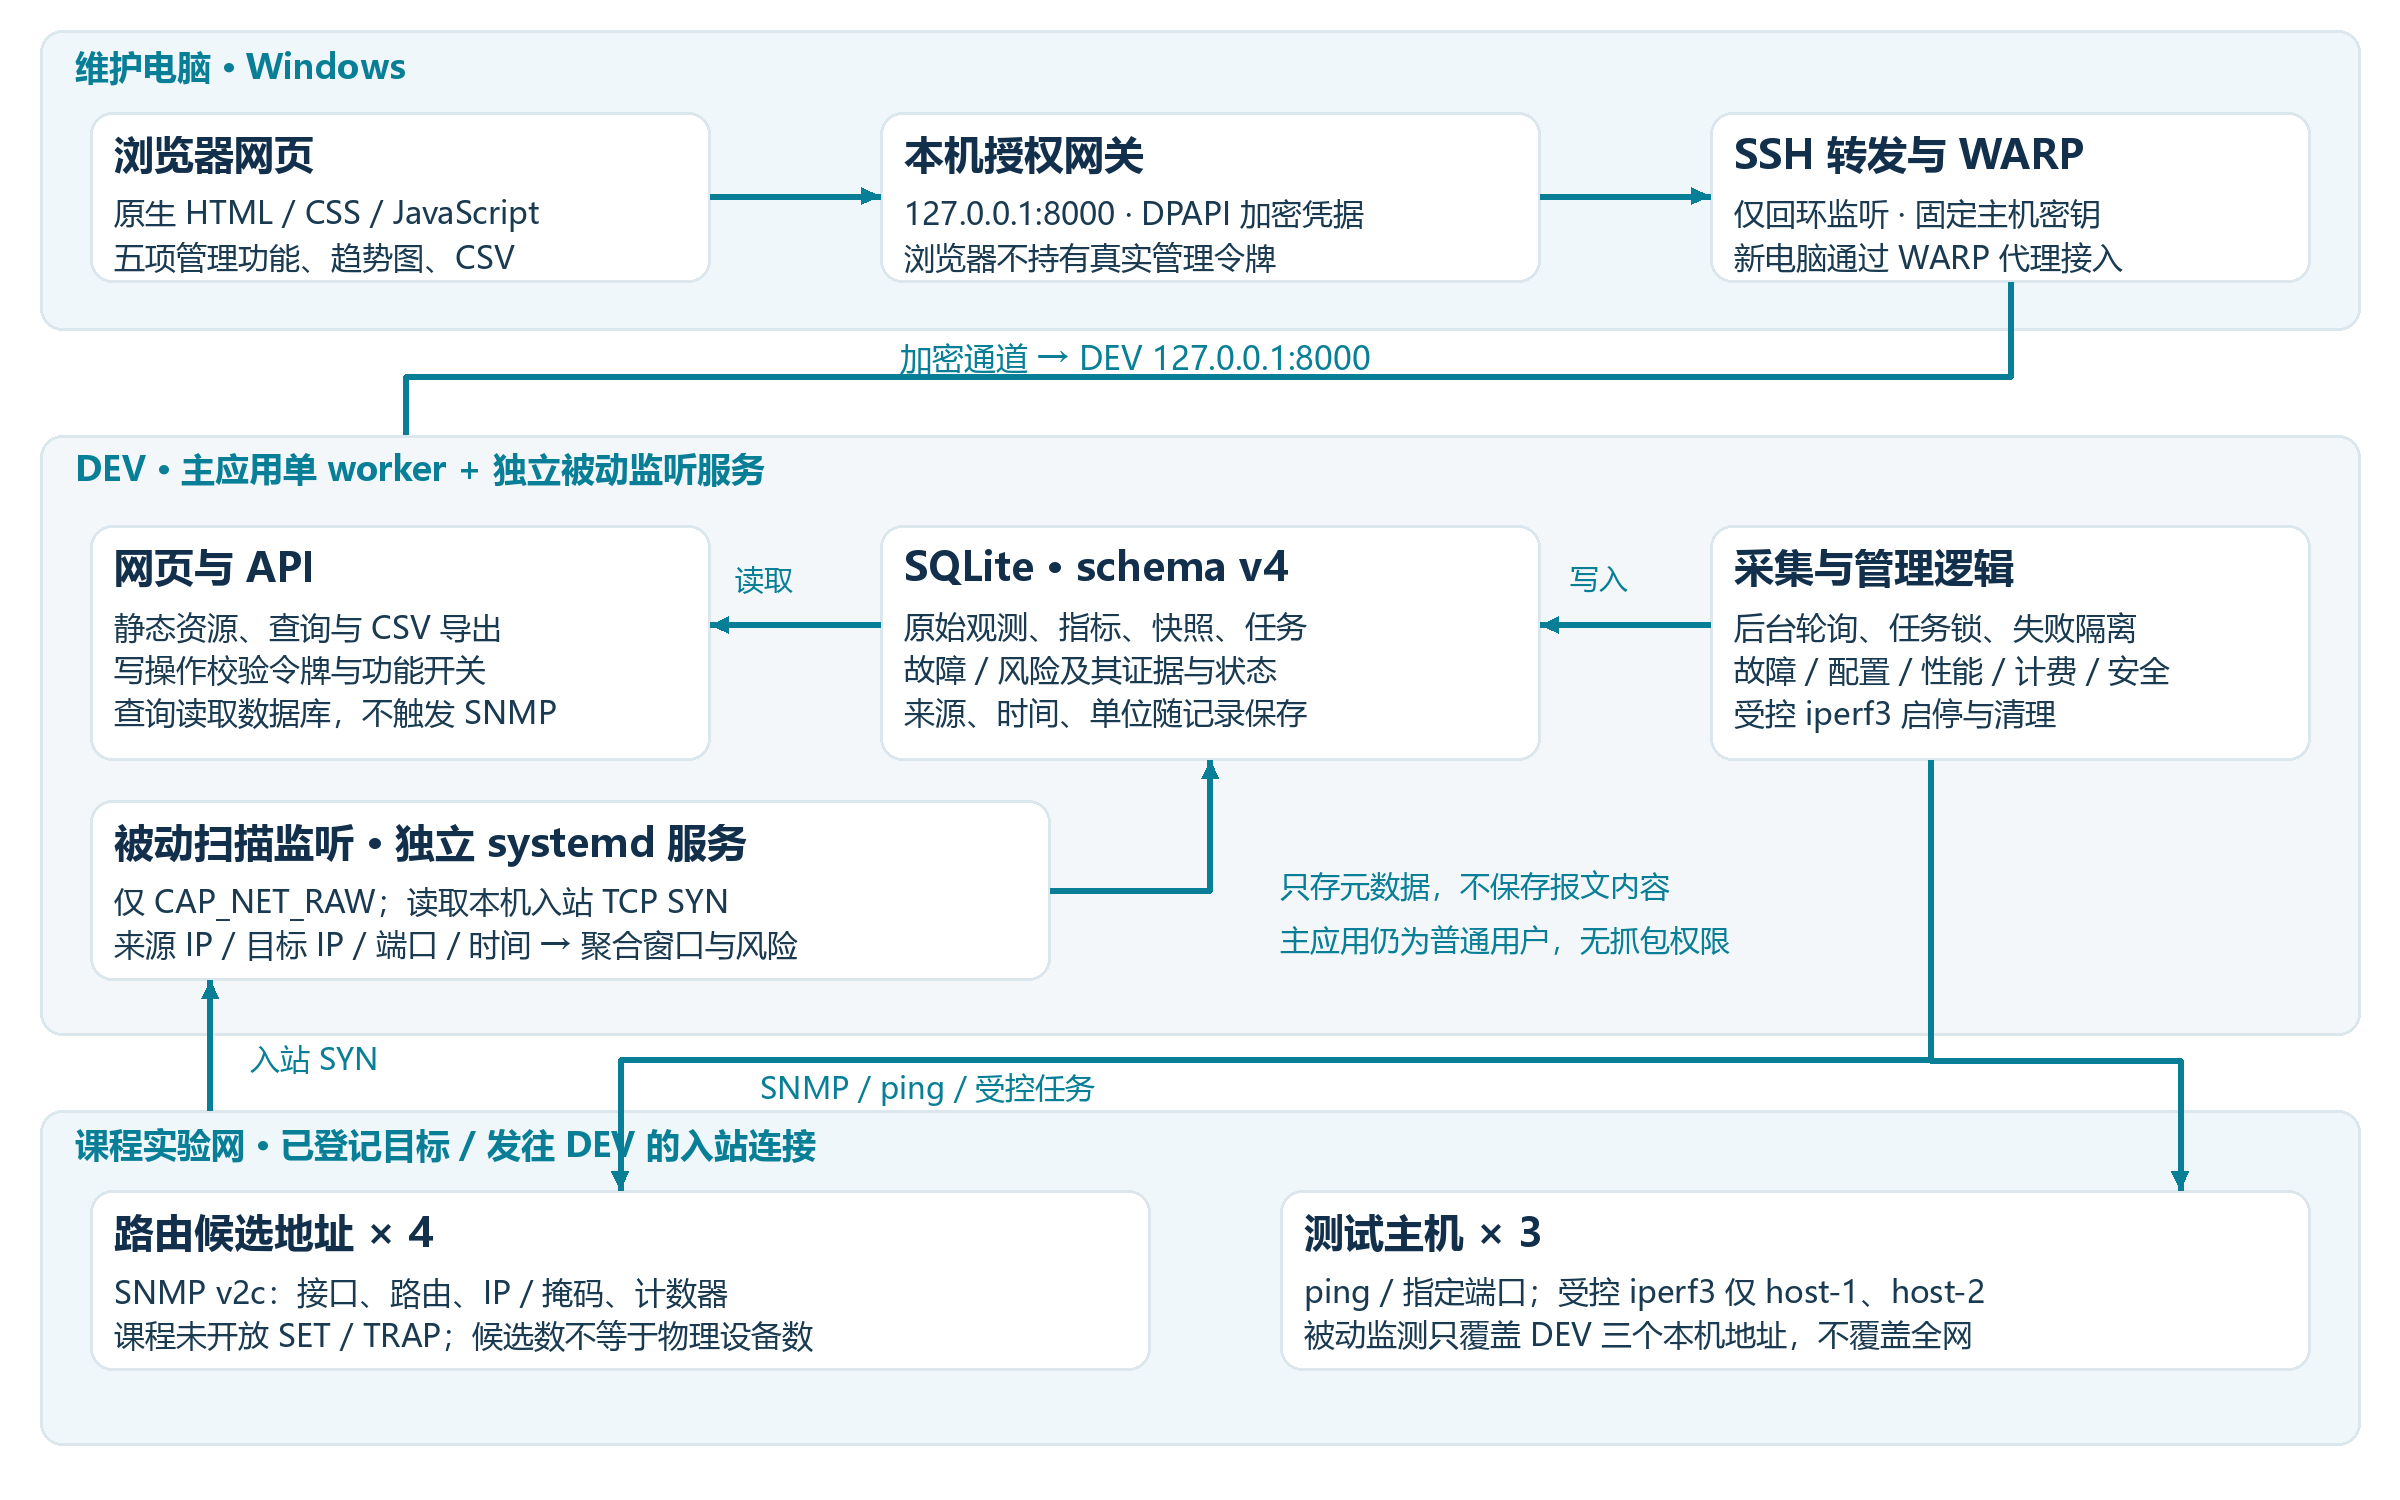 维护电脑 • Windows
浏览器网页
原生 HTML / CSS / JavaScript
五项管理功能、趋势图、CSV
本机授权网关
127.0.0.1:8000 · DPAPI 加密凭据
浏览器不持有真实管理令牌
SSH 转发与 WARP
仅回环监听 · 固定主机密钥
新电脑通过 WARP 代理接入
加密通道 → DEV 127.0.0.1:8000
DEV • 主应用单 worker + 独立被动监听服务
网页与 API
静态资源、查询与 CSV 导出
写操作校验令牌与功能开关
查询读取数据库，不触发 SNMP
读取
SQLite • schema v4
原始观测、指标、快照、任务
故障 / 风险及其证据与状态
来源、时间、单位随记录保存
写入
采集与管理逻辑
后台轮询、任务锁、失败隔离
故障 / 配置 / 性能 / 计费 / 安全
受控 iperf3 启停与清理
被动扫描监听 • 独立 systemd 服务
仅 CAP_NET_RAW；读取本机入站 TCP SYN
来源 IP / 目标 IP / 端口 / 时间 → 聚合窗口与风险
只存元数据，不保存报文内容
主应用仍为普通用户，无抓包权限
入站 SYN
SNMP / ping / 受控任务
课程实验网 • 已登记目标 / 发往 DEV 的入站连接
路由候选地址 × 4
SNMP v2c：接口、路由、IP / 掩码、计数器
课程未开放 SET / TRAP；候选数不等于物理设备数
测试主机 × 3
ping / 指定端口；受控 iperf3 仅 host-1、host-2
被动监测只覆盖 DEV 三个本机地址，不覆盖全网